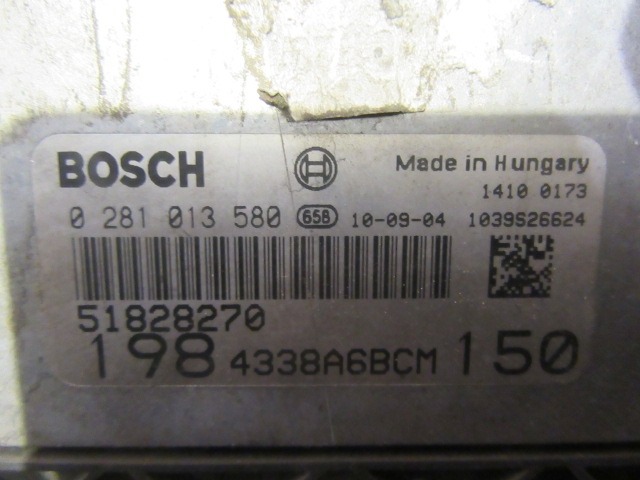 BOSCH Made in Hungary
1410 0173
0 281 013 580 658 10-09-04 1039S26624
51828270
198 4338A6BCM 150